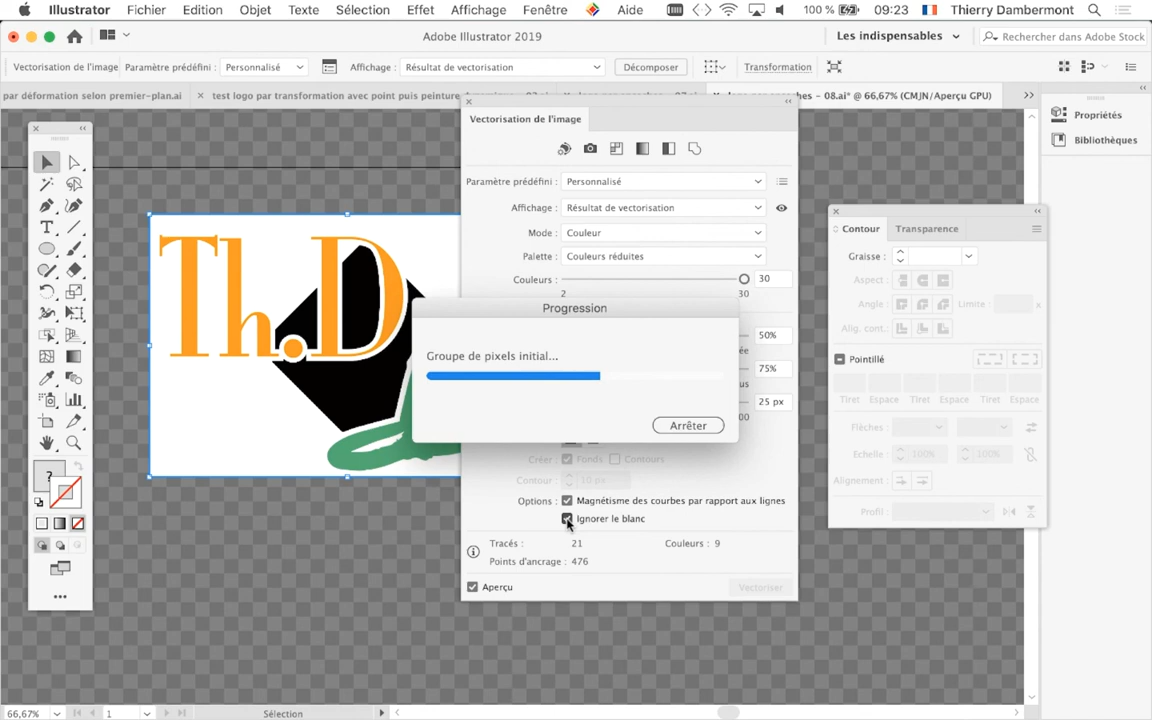 Illustrator Fichier Edition Objet Texte Sélection Effet Affichage Fenêtre Aide 100 % 09:23 Thierry Dambermont
Adobe Illustrator 2019 Les indispensables Rechercher dans Adobe Stock
Vectorisation de l'image Paramètre prédéfini : Personnalisé Affichage : Résultat de vectorisation Décomposer Transformation
par déformation selon premier-plan.ai × test logo par transformation avec point puis peinture – 08.ai* @ 66,67% (CMJN/Aperçu GPU)
Vectorisation de l'image
Paramètre prédéfini : Personnalisé
Affichage : Résultat de vectorisation
Mode : Couleur
Palette : Couleurs réduites
Couleurs : 30
2 30
Th.D
Progression
Groupe de pixels initial...
Arrêter
50%
75%
25 px
Créer : Fonds Contours
Contour : 10 px
Options : Magnétisme des courbes par rapport aux lignes
Ignorer le blanc
Tracés : 21 Couleurs : 9
Points d'ancrage : 476
Aperçu Vectoriser
Propriétés
Bibliothèques
Contour Transparence
Graisse :
Aspect :
Angle : Limite : x
Alig. cont. :
Pointillé
Tiret Espace Tiret Espace Tiret Espace
Flèches :
Echelle : 100% 100%
Alignement :
Profil :
?
66,67% 1 Sélection